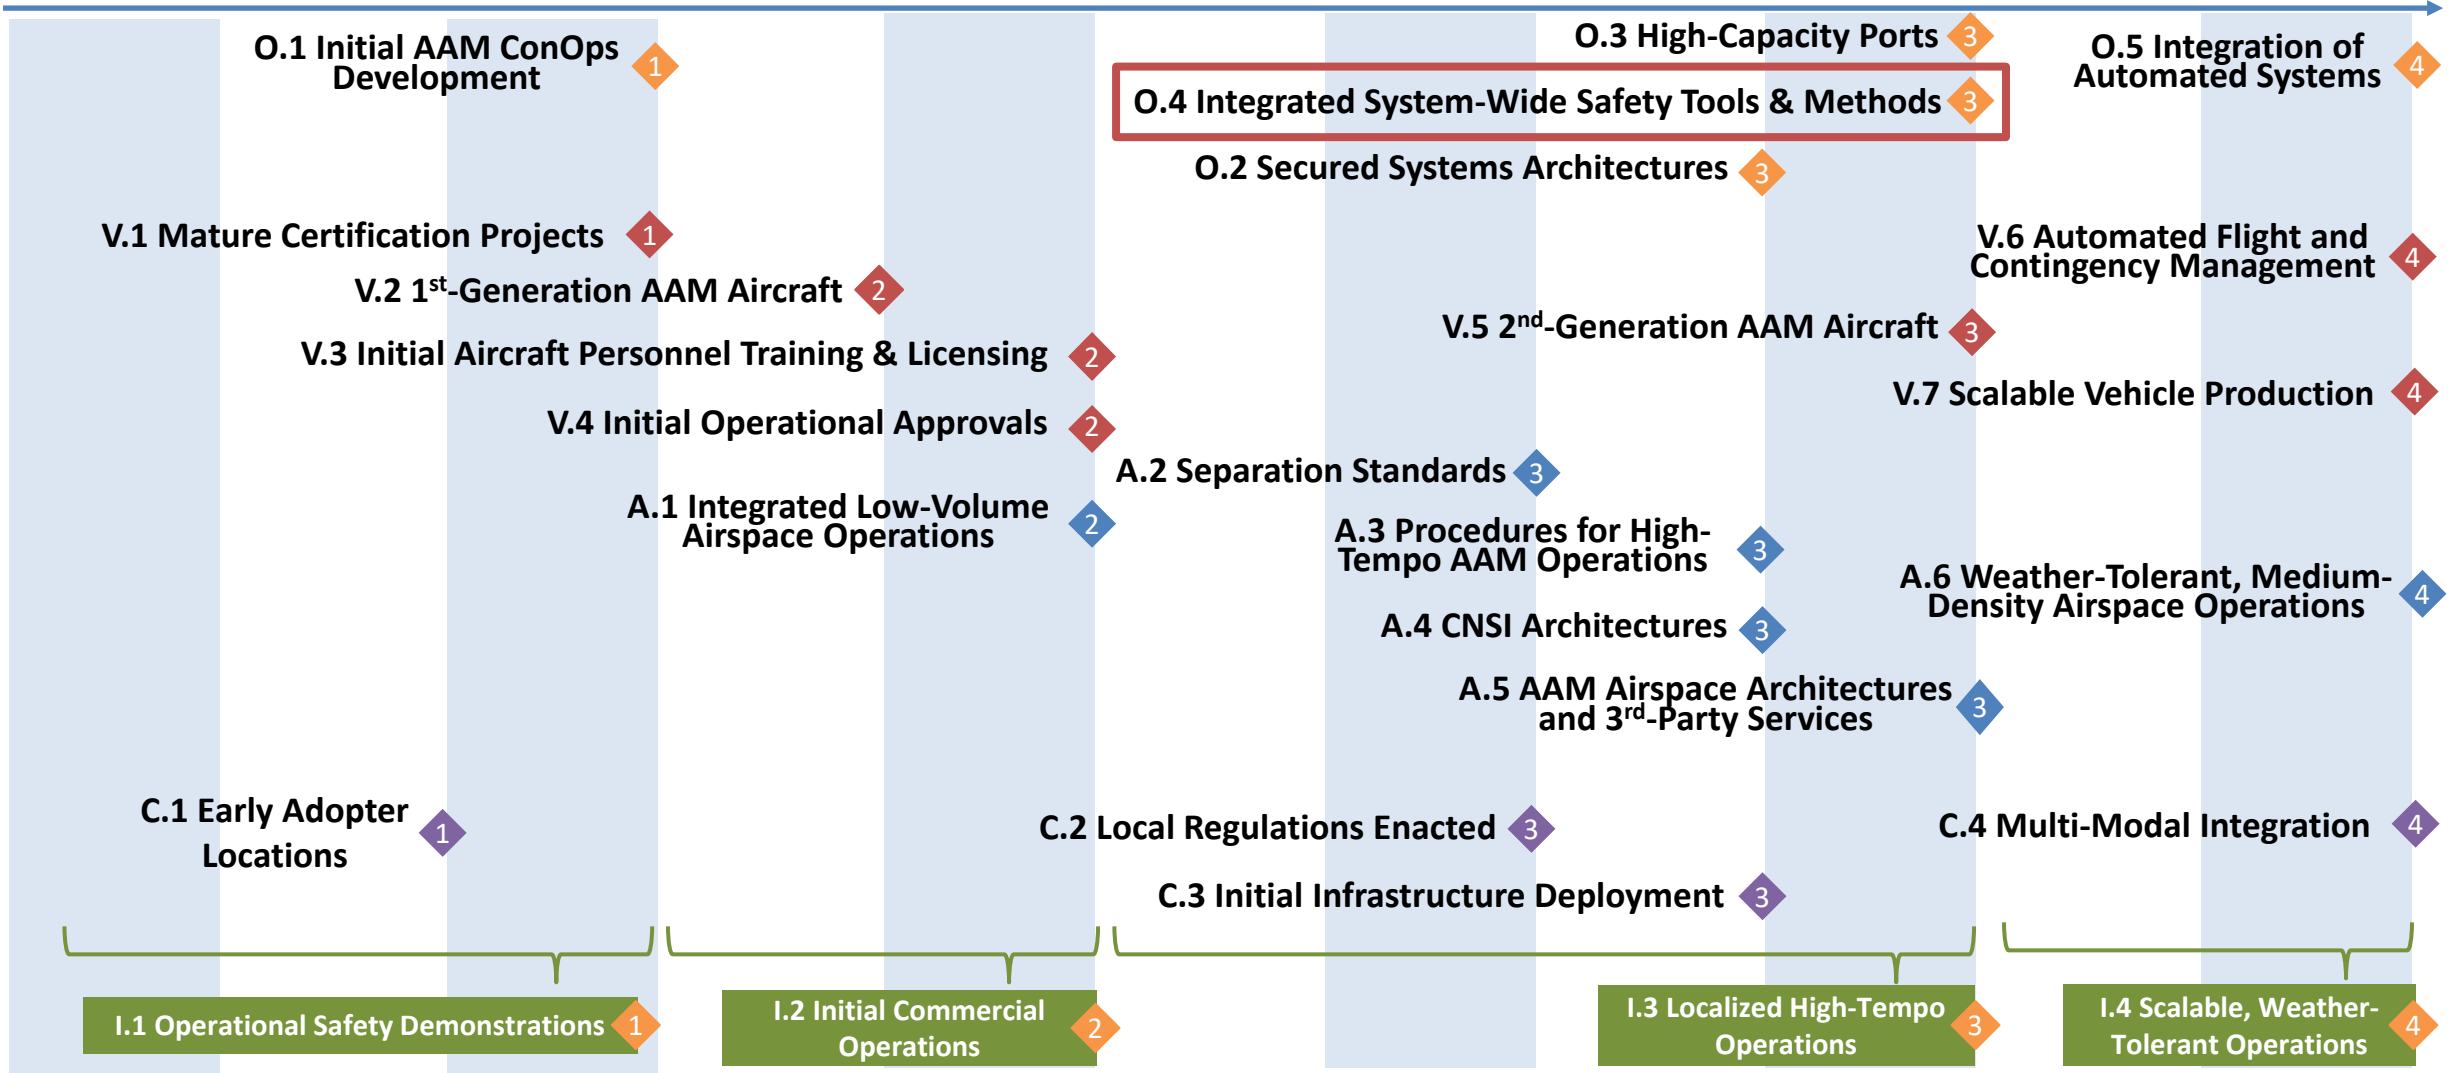 O.1 Initial AAM ConOps
Development
1
O.3 High-Capacity Ports
3
O.5 Integration of
Automated Systems
4
O.4 Integrated System-Wide Safety Tools & Methods
3
O.2 Secured Systems Architectures
3
V.1 Mature Certification Projects
1
V.6 Automated Flight and
Contingency Management
4
V.2 1st-Generation AAM Aircraft
2
V.5 2nd-Generation AAM Aircraft
3
V.3 Initial Aircraft Personnel Training & Licensing
2
V.7 Scalable Vehicle Production
4
V.4 Initial Operational Approvals
2
A.2 Separation Standards
3
A.1 Integrated Low-Volume
Airspace Operations
2
A.3 Procedures for High-
Tempo AAM Operations
3
A.6 Weather-Tolerant, Medium-
Density Airspace Operations
4
A.4 CNSI Architectures
3
A.5 AAM Airspace Architectures
and 3rd-Party Services
3
C.1 Early Adopter
Locations
1
C.2 Local Regulations Enacted
3
C.4 Multi-Modal Integration
4
C.3 Initial Infrastructure Deployment
3
I.1 Operational Safety Demonstrations
1
I.2 Initial Commercial
Operations
2
I.3 Localized High-Tempo
Operations
3
I.4 Scalable, Weather-
Tolerant Operations
4